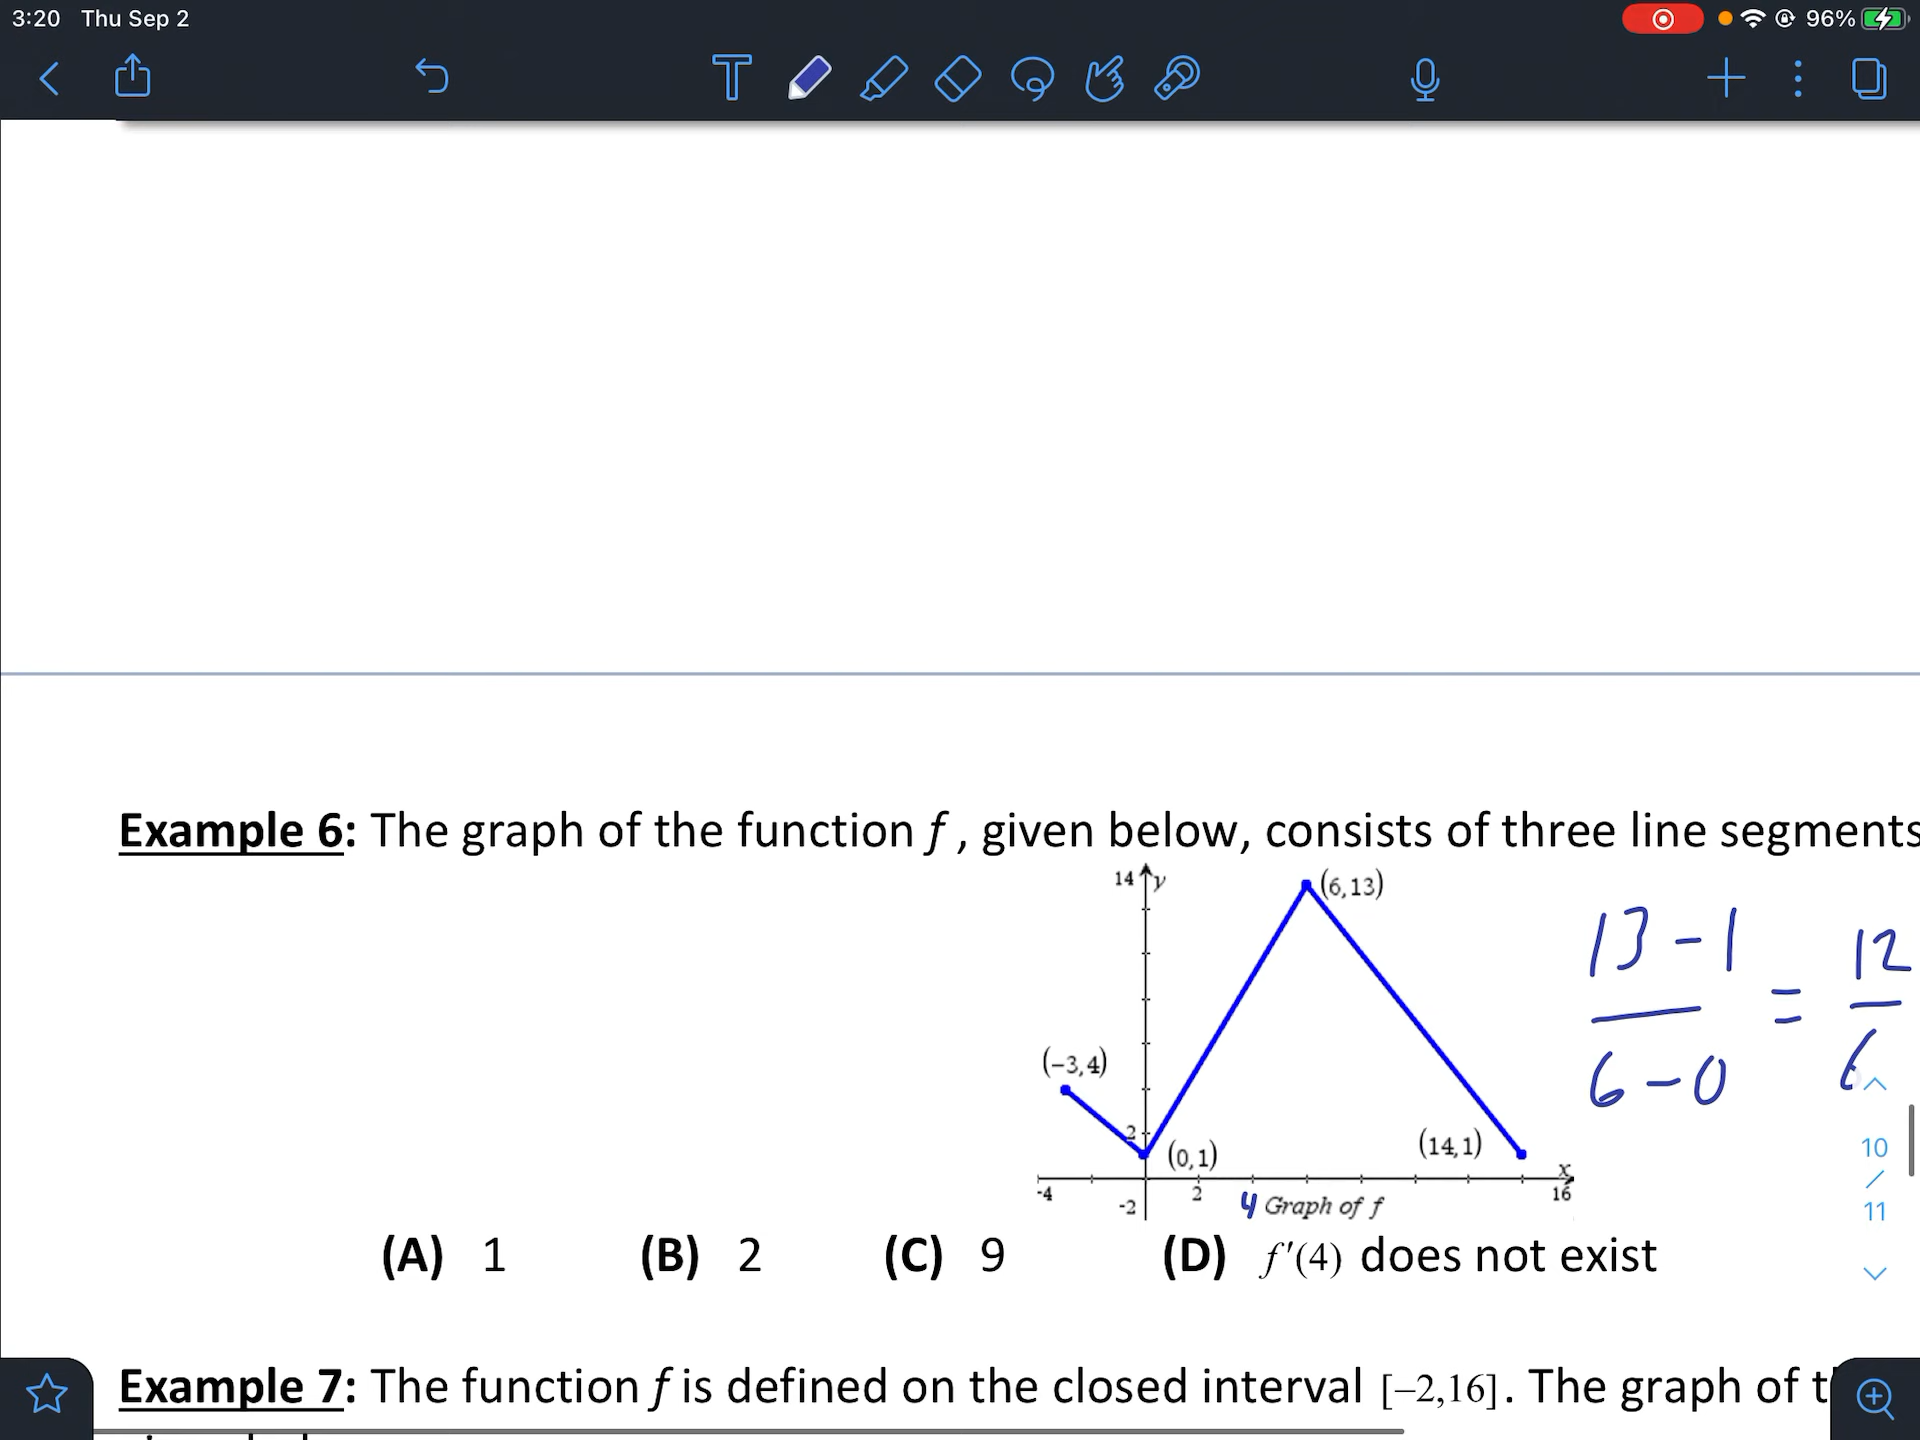 3:20 Thu Sep 2
96%
T
Example 6: The graph of the function f, given below, consists of three line segments
14 y
(6,13)
13 - 1
12
=
6 - 0
6
(-3,4)
2
(0,1)
(14,1)
x
-4
2
16
-2
4 Graph of f
10
/
11
(A) 1 (B) 2 (C) 9 (D) f'(4) does not exist
Example 7: The function f is defined on the closed interval [-2,16]. The graph of